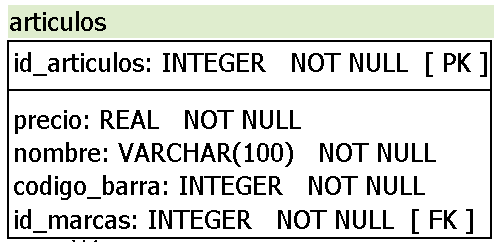 articulos
id_articulos: INTEGER NOT NULL [ PK ]
precio: REAL NOT NULL
nombre: VARCHAR(100) NOT NULL
codigo_barra: INTEGER NOT NULL
id_marcas: INTEGER NOT NULL [ FK ]